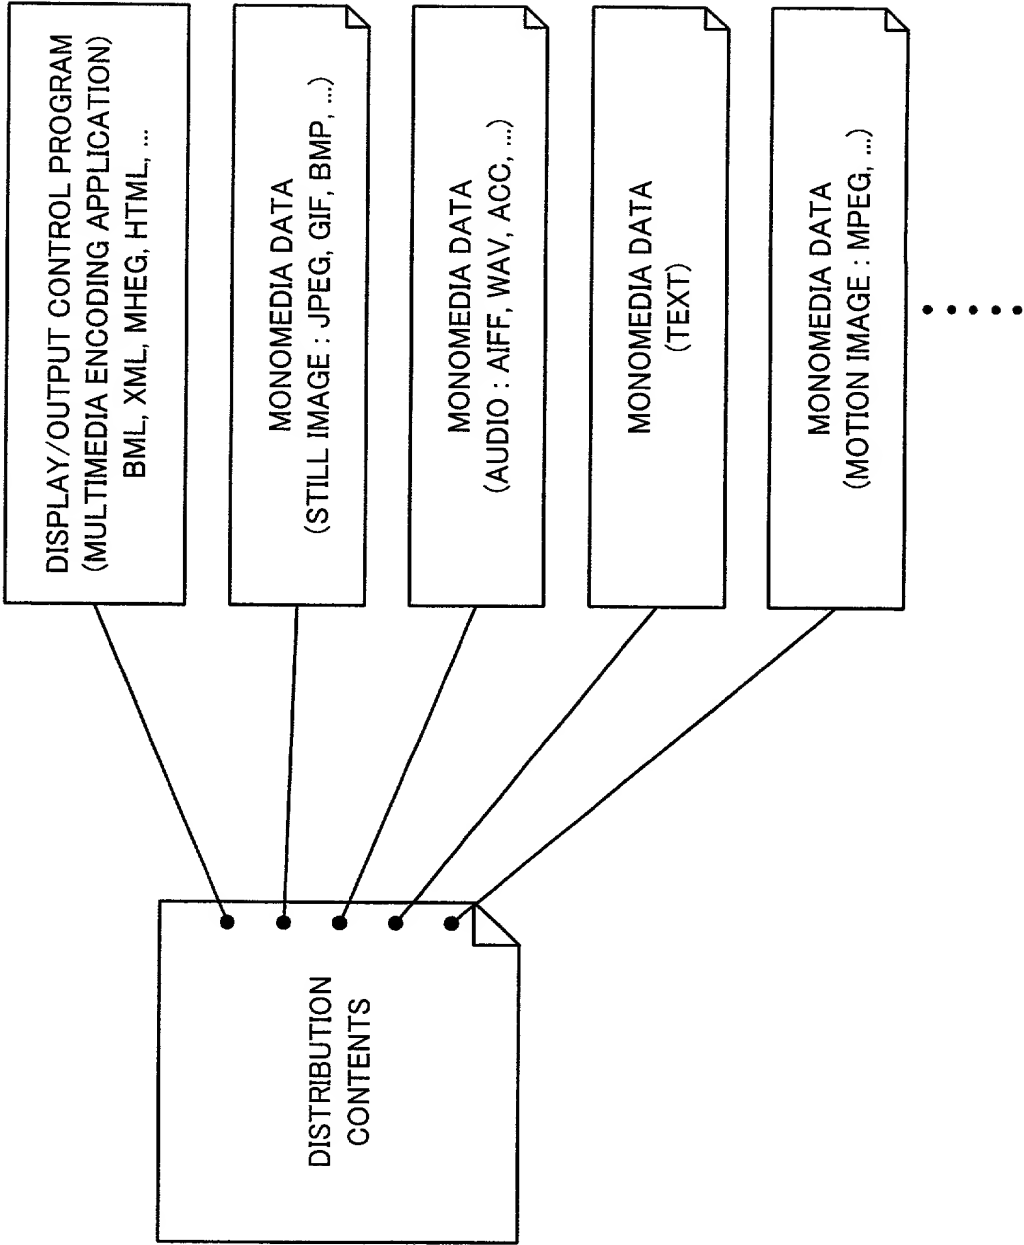 DISTRIBUTION
CONTENTS
DISPLAY/OUTPUT CONTROL PROGRAM
(MULTIMEDIA ENCODING APPLICATION)
BML, XML, MHEG, HTML, ...
MONOMEDIA DATA
(STILL IMAGE : JPEG, GIF, BMP, ...)
MONOMEDIA DATA
(AUDIO : AIFF, WAV, ACC, ...)
MONOMEDIA DATA
(TEXT)
MONOMEDIA DATA
(MOTION IMAGE : MPEG, ...)